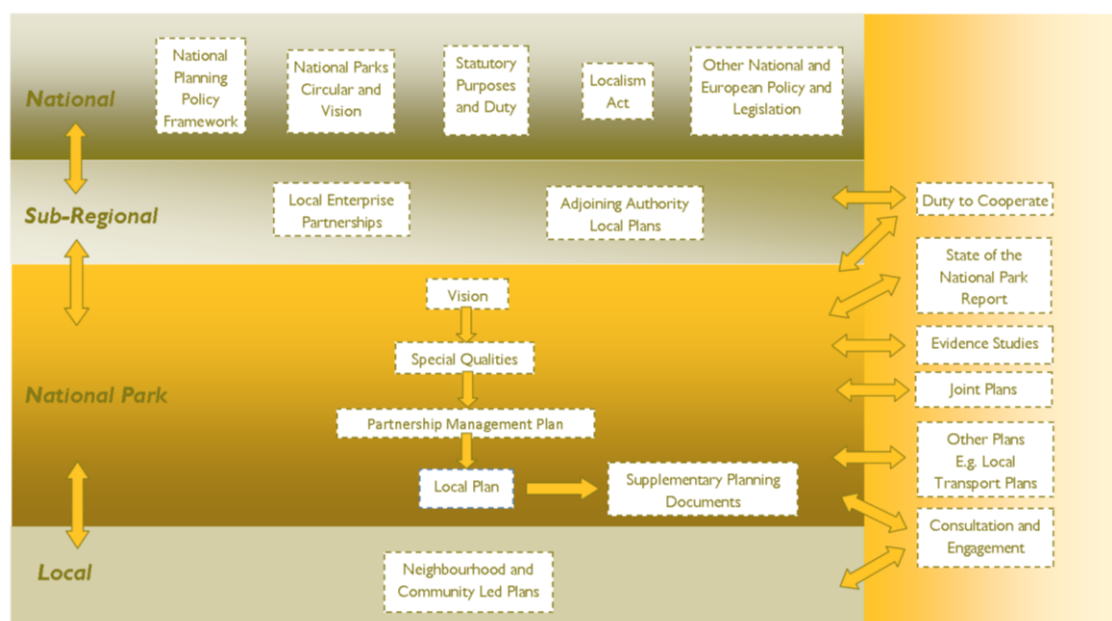 National
National
Planning
Policy
Framework
National Parks
Circular and
Vision
Statutory
Purposes
and Duty
Localism
Act
Other National and
European Policy and
Legislation
Sub-Regional
Local Enterprise
Partnerships
Adjoining Authority
Local Plans
Duty to Cooperate
State of the
National Park
Report
Vision
Special Qualities
Evidence Studies
National Park
Joint Plans
Partnership Management Plan
Other Plans
E.g. Local
Transport Plans
Local Plan
Supplementary Planning
Documents
Consultation and
Engagement
Local
Neighbourhood and
Community Led Plans